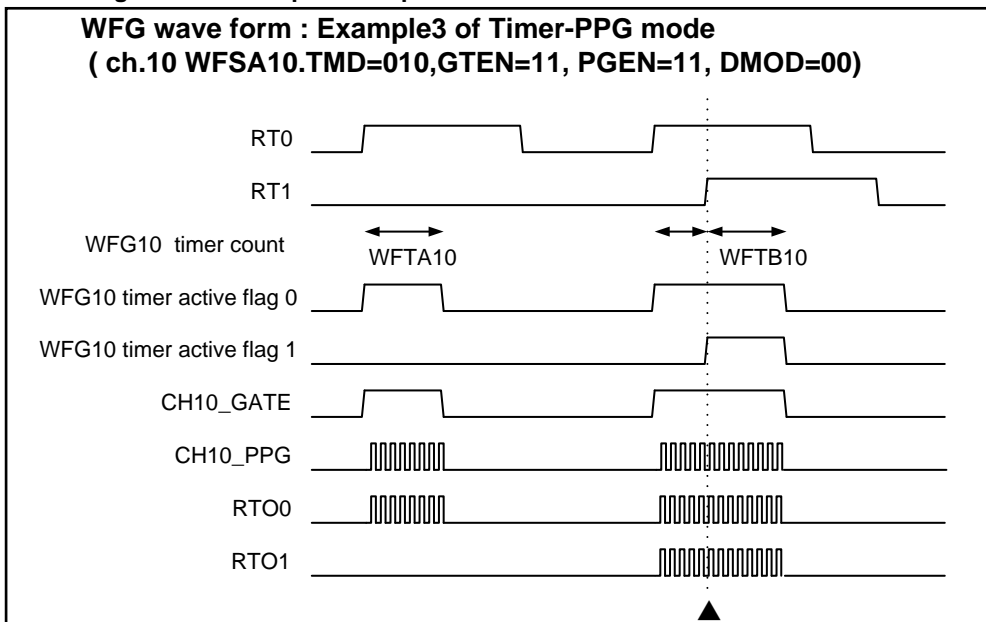 WFG wave form : Example3 of Timer-PPG mode
( ch.10 WFSA10.TMD=010,GTEN=11, PGEN=11, DMOD=00)
RT0
RT1
WFG10 timer count
WFTA10
WFTB10
WFG10 timer active flag 0
WFG10 timer active flag 1
CH10_GATE
CH10_PPG
RTO0
RTO1